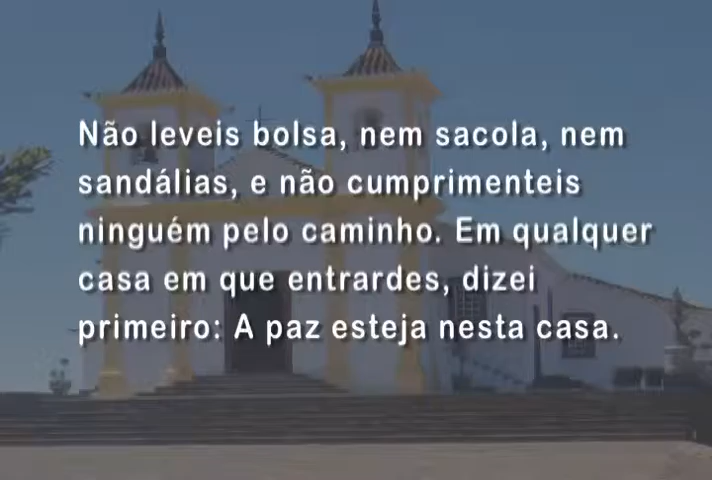 Não leveis bolsa, nem sacola, nem
sandálias, e não cumprimenteis
ninguém pelo caminho. Em qualquer
casa em que entrardes, dizei
primeiro: A paz esteja nesta casa.